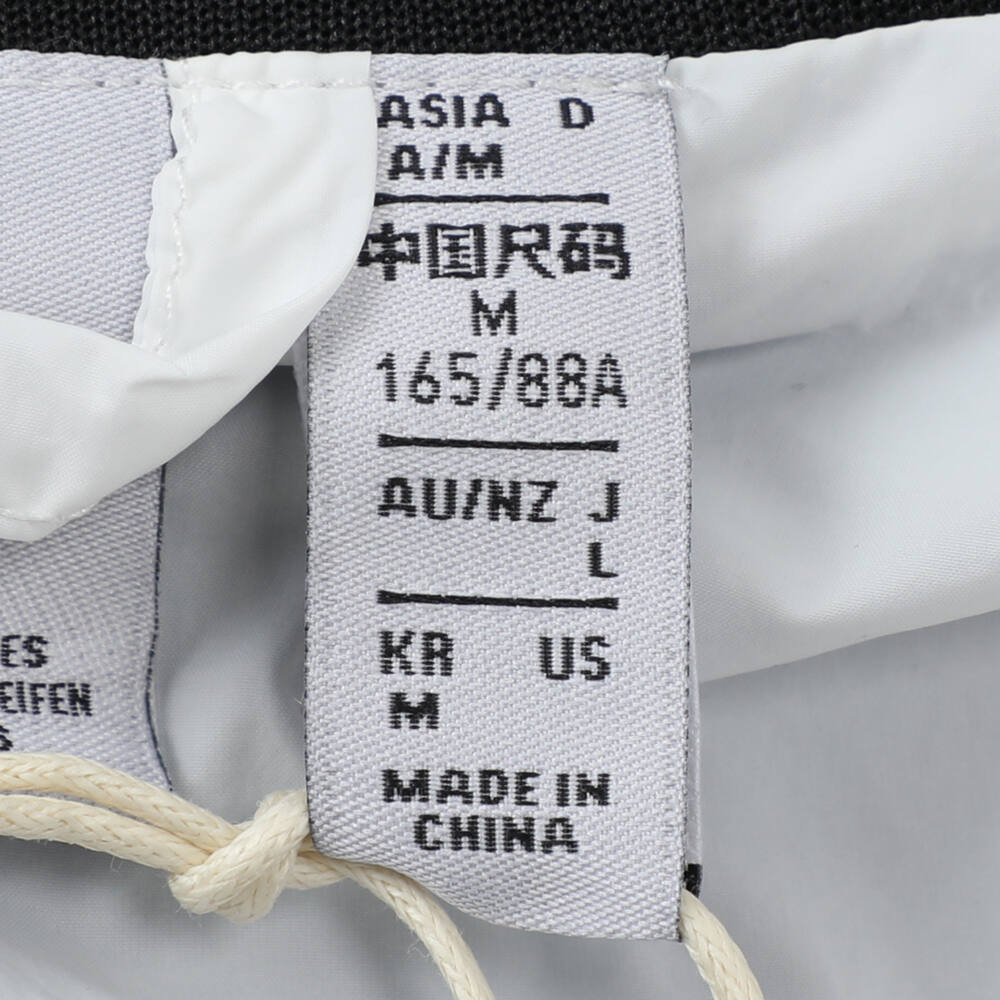 ASIA D
A/M
中国尺码
M
165/88A
AU/NZ J
L
KR US
M
MADE IN
CHINA
ES
EIFEN
S